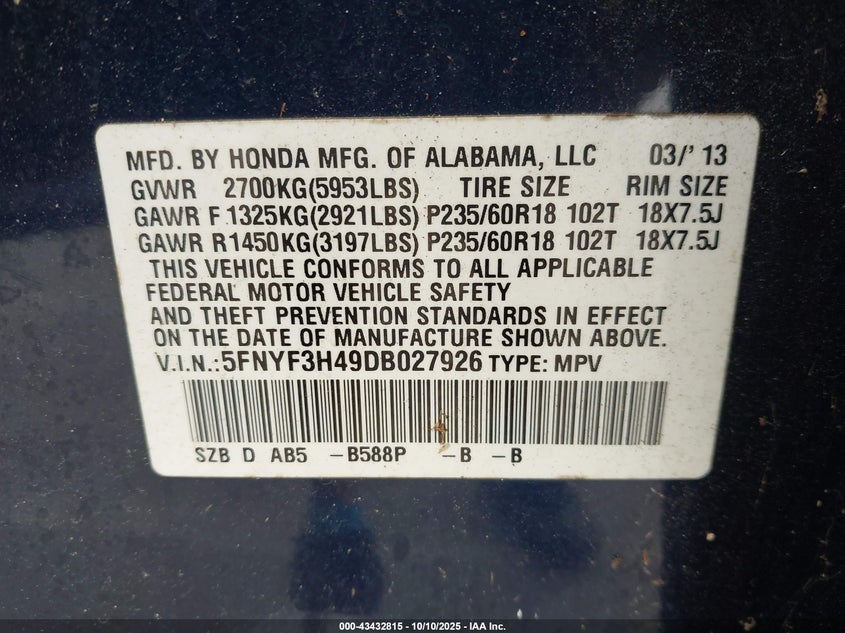 MFD. BY HONDA MFG. OF ALABAMA, LLC 03/' 13
GVWR 2700KG(5953LBS) TIRE SIZE RIM SIZE
GAWR F 1325KG(2921LBS) P235/60R18 102T 18X7.5J
GAWR R1450KG(3197LBS) P235/60R18 102T 18X7.5J
THIS VEHICLE CONFORMS TO ALL APPLICABLE
FEDERAL MOTOR VEHICLE SAFETY
AND THEFT PREVENTION STANDARDS IN EFFECT
ON THE DATE OF MANUFACTURE SHOWN ABOVE.
V.I.N.:5FNYF3H49DB027926 TYPE: MPV
SZB D AB5 -B588P -B -B
000-43432815 - 10/10/2025 - IAA Inc.